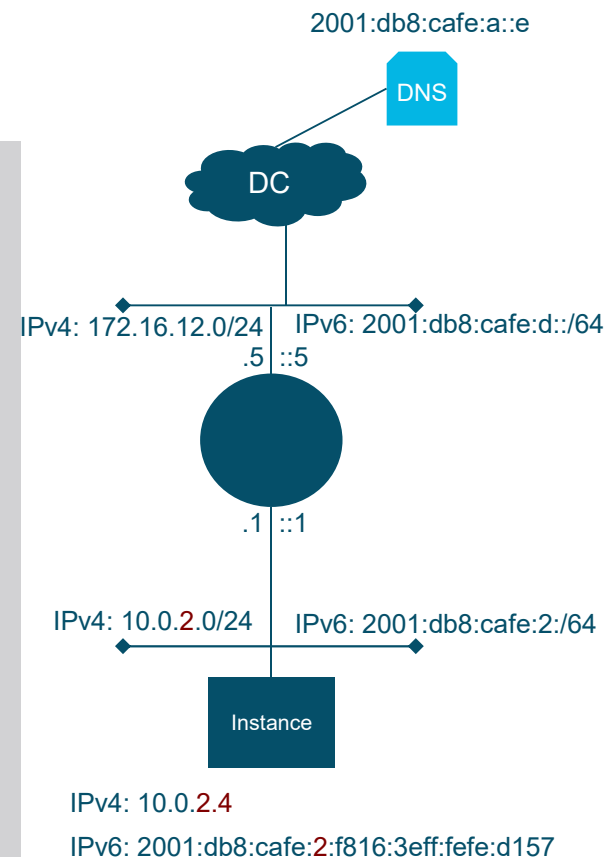 2001:db8:cafe:a::e
DNS
DC
IPv4: 172.16.12.0/24 IPv6: 2001:db8:cafe:d::/64
.5 ::5
.1 ::1
IPv4: 10.0.2.0/24 IPv6: 2001:db8:cafe:2:/64
Instance
IPv4: 10.0.2.4
IPv6: 2001:db8:cafe:2:f816:3eff:fefe:d157